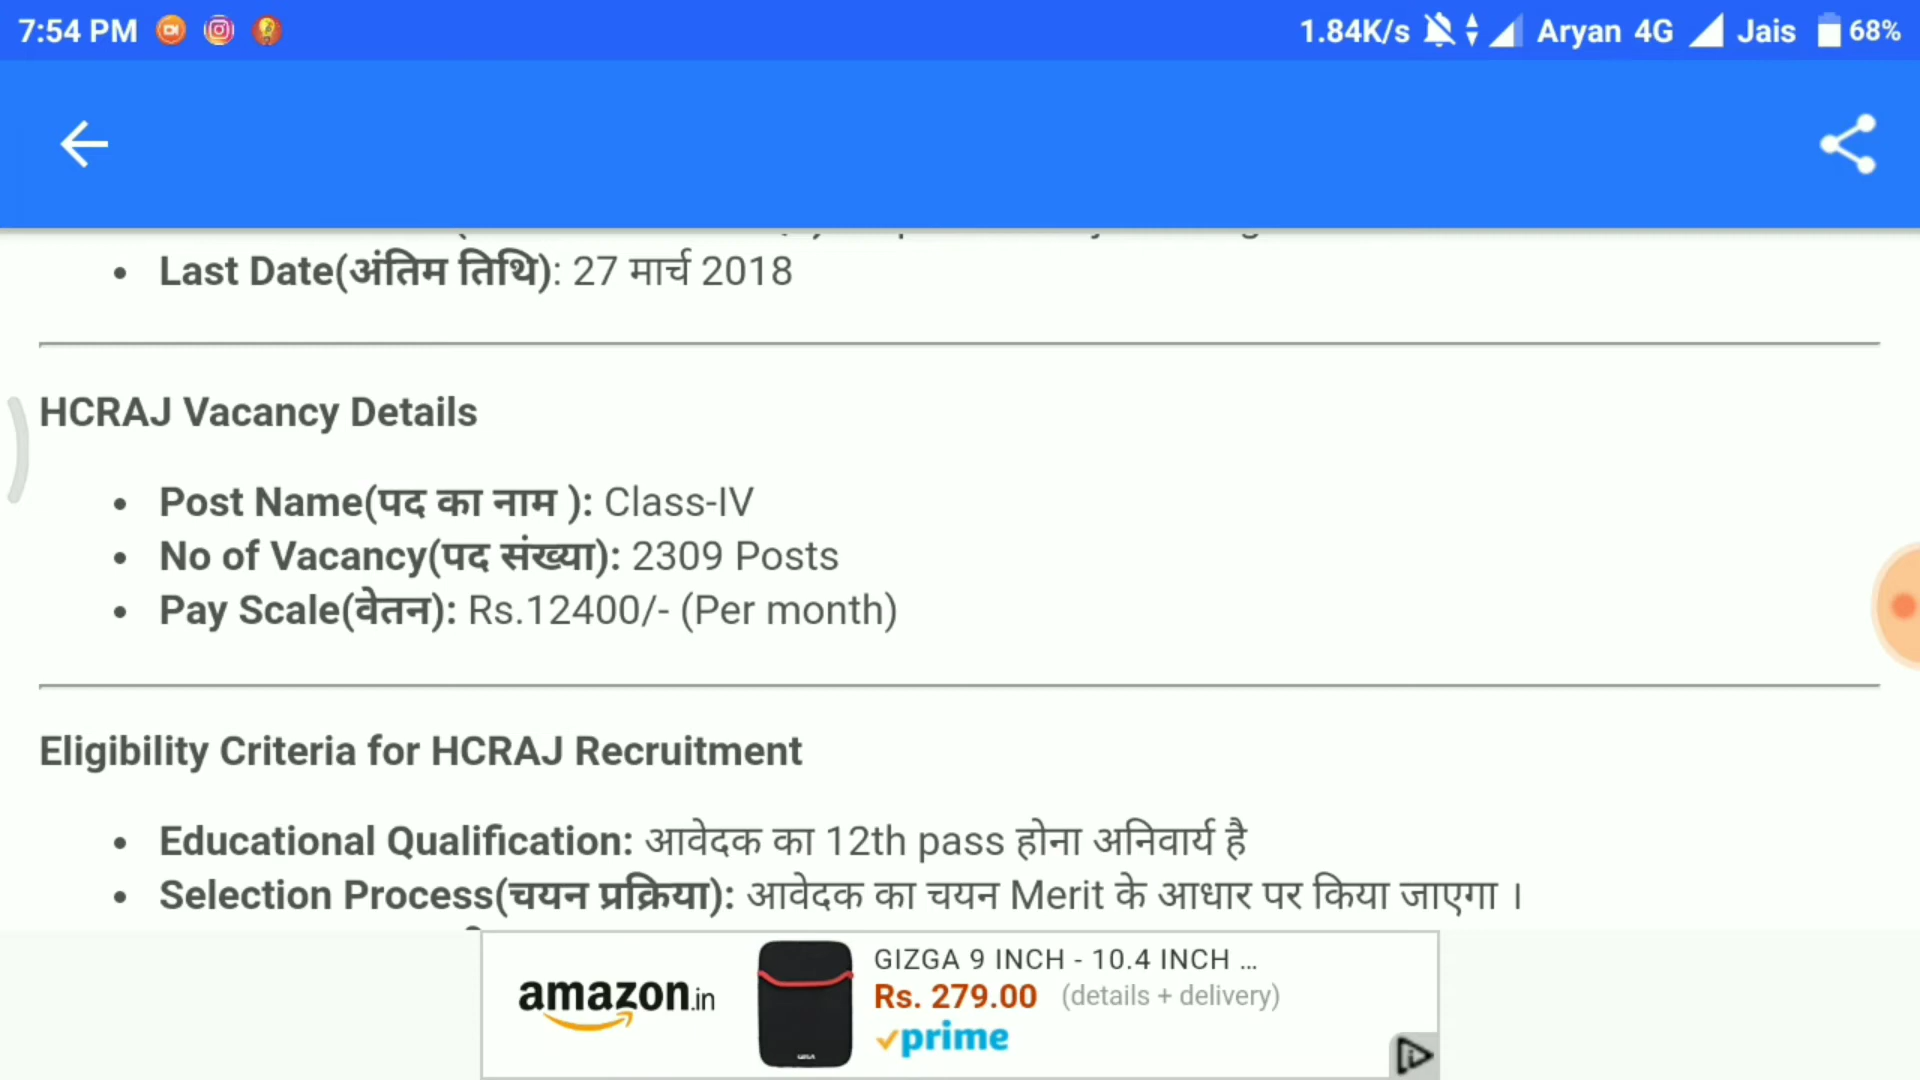 7:54 PM 1.84K/s Aryan 4G Jais 68%
• Last Date(अंतिम तिथि): 27 मार्च 2018
HCRAJ Vacancy Details
• Post Name(पद का नाम ): Class-IV
• No of Vacancy(पद संख्या): 2309 Posts
• Pay Scale(वेतन): Rs.12400/- (Per month)
Eligibility Criteria for HCRAJ Recruitment
• Educational Qualification: आवेदक का 12th pass होना अनिवार्य है
• Selection Process(चयन प्रक्रिया): आवेदक का चयन Merit के आधार पर किया जाएगा ।
amazon.in
GIZGA 9 INCH - 10.4 INCH ...
Rs. 279.00 (details + delivery)
prime